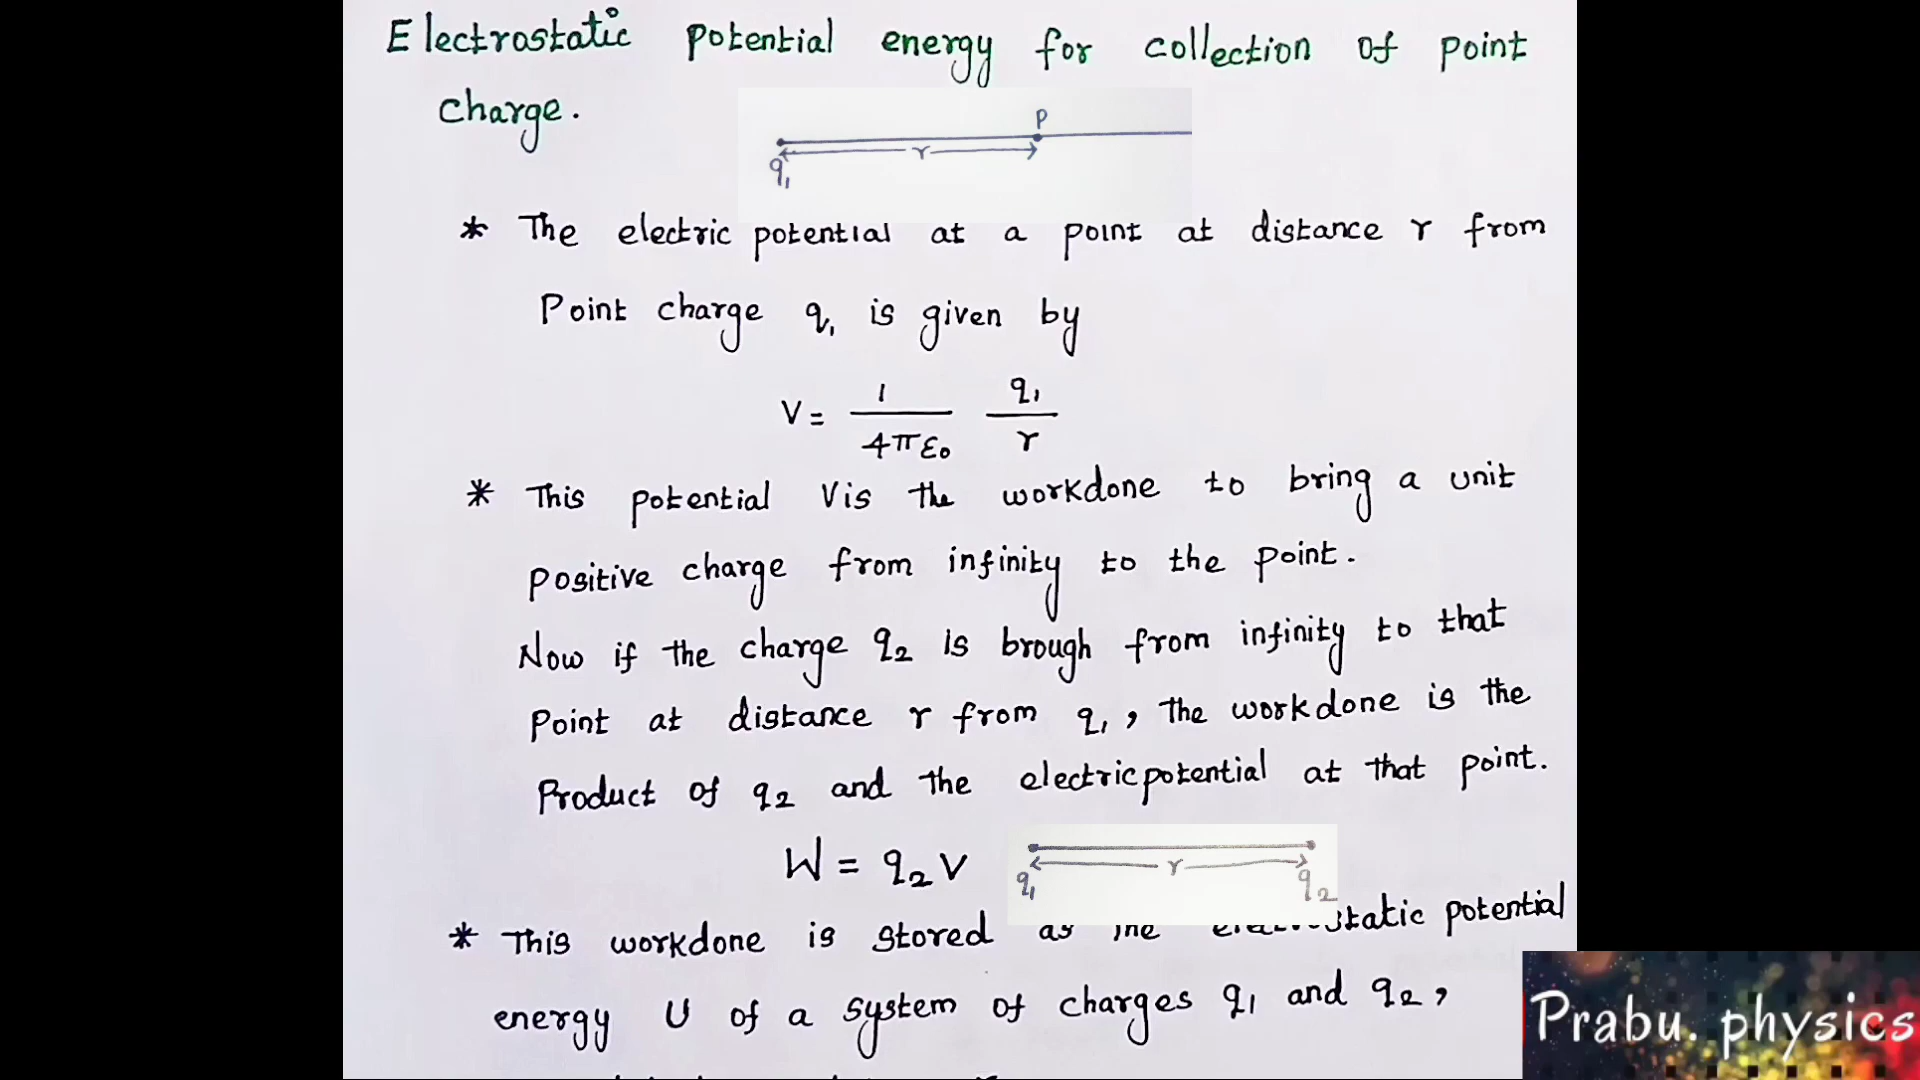 Electrostatic potential energy for collection of point
charge.
P
r
q₁
* The electric potential at a point at distance r from
Point charge q₁ is given by
V = 1/4πε₀ q₁/r
* This potential V is the workdone to bring a unit
positive charge from infinity to the point.
Now if the charge q₂ is brough from infinity to that
Point at distance r from q₁, the workdone is the
Product of q₂ and the electric potential at that point.
W = q₂V
r
q₁ q₂
* This workdone is stored as the electrostatic potential
energy U of a system of charges q₁ and q₂,
Prabu. physics